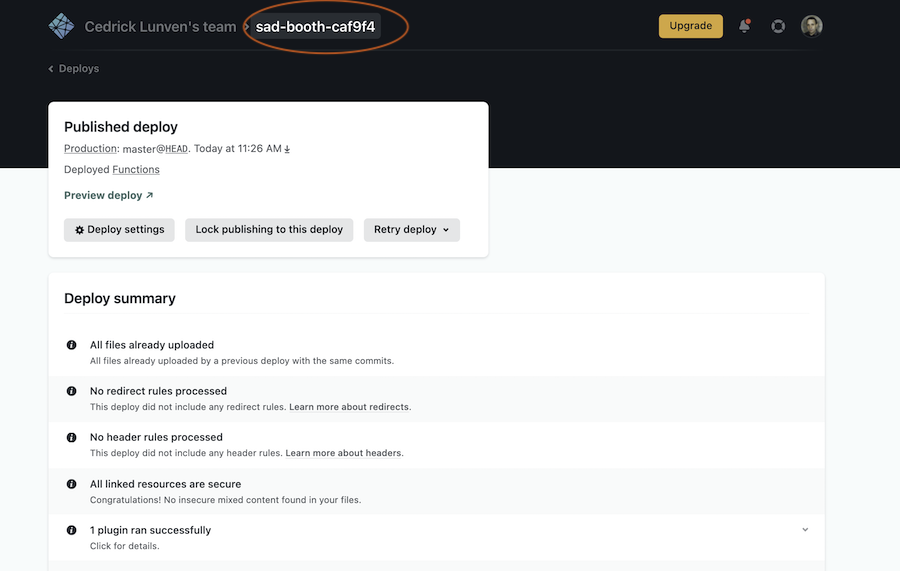 Cedrick Lunven's team sad-booth-caf9f4 Upgrade
Deploys
Published deploy
Production: master@HEAD. Today at 11:26 AM
Deployed Functions
Preview deploy
Deploy settings Lock publishing to this deploy Retry deploy
Deploy summary
All files already uploaded
All files already uploaded by a previous deploy with the same commits.
No redirect rules processed
This deploy did not include any redirect rules. Learn more about redirects.
No header rules processed
This deploy did not include any header rules. Learn more about headers.
All linked resources are secure
Congratulations! No insecure mixed content found in your files.
1 plugin ran successfully
Click for details.